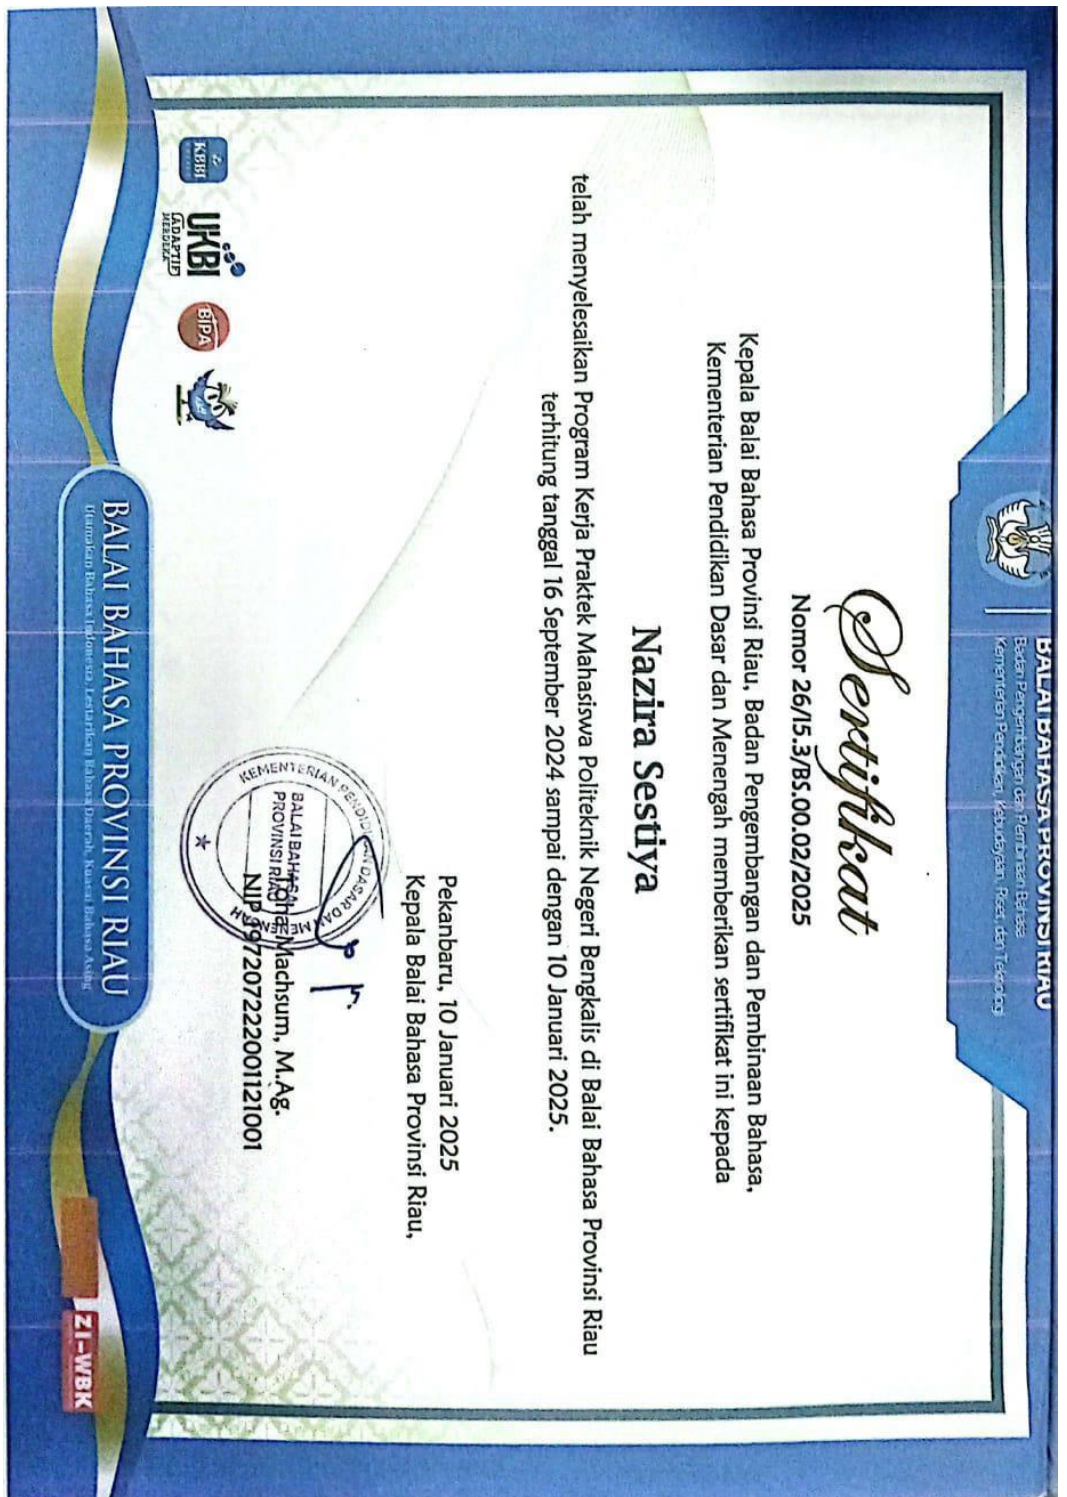 BALAI BAHASA PROVINSI RIAU
Badan Pengembangan dan Pembinaan Bahasa
Kementerian Pendidikan, Kebudayaan, Riset, dan Teknologi
Sertifikat
Nomor 26/I5.3/BS.00.02/2025
Kepala Balai Bahasa Provinsi Riau, Badan Pengembangan dan Pembinaan Bahasa,
Kementerian Pendidikan Dasar dan Menengah memberikan sertifikat ini kepada
Nazira Sestiya
telah menyelesaikan Program Kerja Praktek Mahasiswa Politeknik Negeri Bengkalis di Balai Bahasa Provinsi Riau
terhitung tanggal 16 September 2024 sampai dengan 10 Januari 2025.
Pekanbaru, 10 Januari 2025
Kepala Balai Bahasa Provinsi Riau,
KEMENTERIAN PENDIDIKAN DASAR DAN MENENGAH
BALAI BAHASA
PROVINSI RIAU
Toha Machsum, M.Ag.
NIP 197207222001121001
KBBI
UKBI
ADAPTIF
MERDEKA
BIPA
BALAI BAHASA PROVINSI RIAU
Utamakan Bahasa Indonesia, Lestarikan Bahasa Daerah, Kuasai Bahasa Asing
ZI-WBK